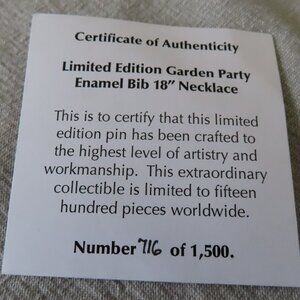 Certificate of Authenticity
Limited Edition Garden Party
Enamel Bib 18" Necklace
This is to certify that this limited
edition pin has been crafted to
the highest level of artistry and
workmanship. This extraordinary
collectible is limited to fifteen
hundred pieces worldwide.
Number 716 of 1,500.